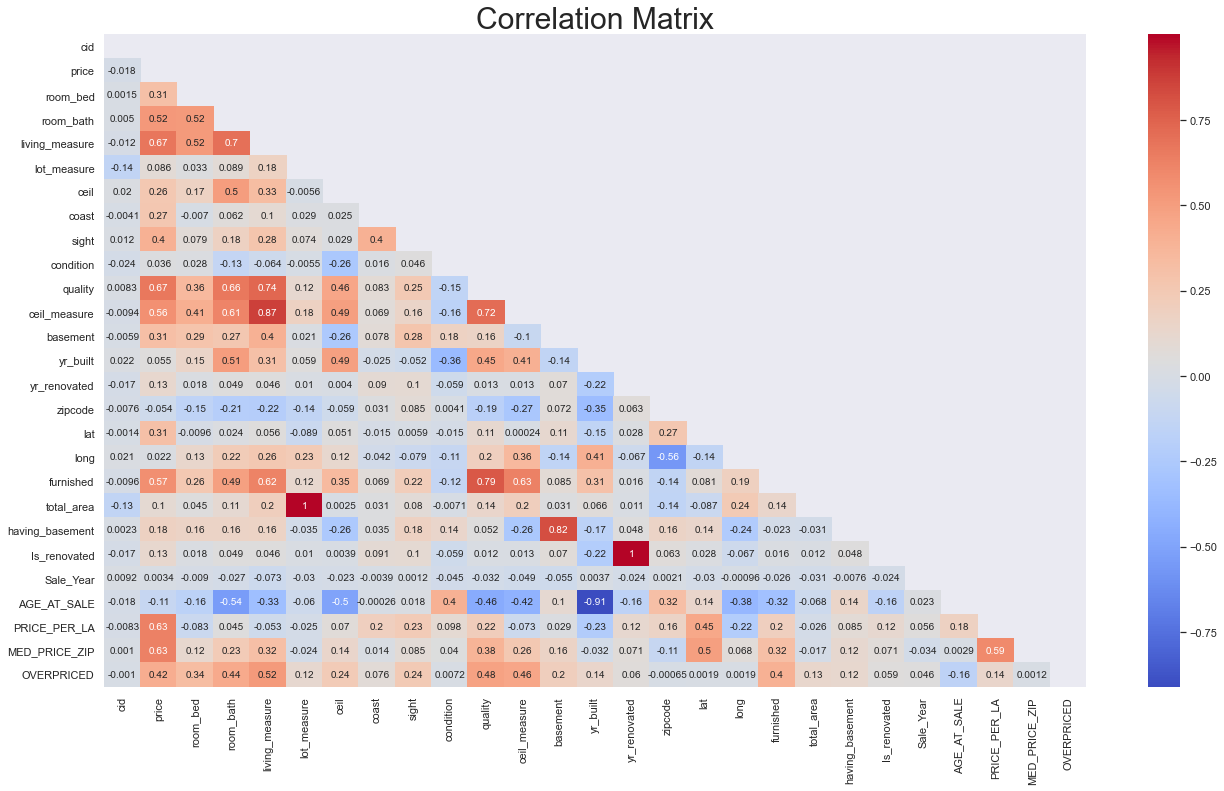 Correlation Matrix
cid
price -0.018
room_bed 0.0015 0.31
room_bath 0.005 0.52 0.52
living_measure -0.012 0.67 0.52 0.7
lot_measure -0.14 0.086 0.033 0.089 0.18
ceil 0.02 0.26 0.17 0.5 0.33 -0.0056
coast -0.0041 0.27 -0.007 0.062 0.1 0.029 0.025
sight 0.012 0.4 0.079 0.18 0.28 0.074 0.029 0.4
condition -0.024 0.036 0.028 -0.13 -0.064 -0.0055 -0.26 0.016 0.046
quality 0.0083 0.67 0.36 0.66 0.74 0.12 0.46 0.083 0.25 -0.15
ceil_measure -0.0094 0.56 0.41 0.61 0.87 0.18 0.49 0.069 0.16 -0.16 0.72
basement -0.0059 0.31 0.29 0.27 0.4 0.021 -0.26 0.078 0.28 0.18 0.16 -0.1
yr_built 0.022 0.055 0.15 0.51 0.31 0.059 0.49 -0.025 -0.052 -0.36 0.45 0.41 -0.14
yr_renovated -0.017 0.13 0.018 0.049 0.046 0.01 0.004 0.09 0.1 -0.059 0.013 0.013 0.07 -0.22
zipcode -0.0076 -0.054 -0.15 -0.21 -0.22 -0.14 -0.059 0.031 0.085 0.0041 -0.19 -0.27 0.072 -0.35 0.063
lat -0.0014 0.31 -0.0096 0.024 0.056 -0.089 0.051 -0.015 0.0059 -0.015 0.11 0.00024 0.11 -0.15 0.028 0.27
long 0.021 0.022 0.13 0.22 0.26 0.23 0.12 -0.042 -0.079 -0.11 0.2 0.36 -0.14 0.41 -0.067 -0.56 -0.14
furnished -0.0096 0.57 0.26 0.49 0.62 0.12 0.35 0.069 0.22 -0.12 0.79 0.63 0.085 0.31 0.016 -0.14 0.081 0.19
total_area -0.13 0.1 0.045 0.11 0.2 1 0.0025 0.031 0.08 -0.0071 0.14 0.2 0.031 0.066 0.011 -0.14 -0.087 0.24 0.14
having_basement 0.0023 0.18 0.16 0.16 0.16 -0.035 -0.26 0.035 0.18 0.14 0.052 -0.26 0.82 -0.17 0.048 0.16 0.14 -0.24 -0.023 -0.031
Is_renovated -0.017 0.13 0.018 0.049 0.046 0.01 0.0039 0.091 0.1 -0.059 0.012 0.013 0.07 -0.22 1 0.063 0.028 -0.067 0.016 0.012 0.048
Sale_Year 0.0092 0.0034 -0.009 -0.027 -0.073 -0.03 -0.023 -0.0039 0.0012 -0.045 -0.032 -0.049 -0.055 0.0037 -0.024 0.0021 -0.03 -0.00096 -0.026 -0.031 -0.0076 -0.024
AGE_AT_SALE -0.018 -0.11 -0.16 -0.54 -0.33 -0.06 -0.5 -0.00026 0.018 0.4 -0.46 -0.42 0.1 -0.91 -0.16 0.32 0.14 -0.38 -0.32 -0.068 0.14 -0.16 0.023
PRICE_PER_LA -0.0083 0.63 -0.083 0.045 -0.053 -0.025 0.07 0.2 0.23 0.098 0.22 -0.073 0.029 -0.23 0.12 0.16 0.45 -0.22 0.2 -0.026 0.085 0.12 0.056 0.18
MED_PRICE_ZIP 0.001 0.63 0.12 0.23 0.32 -0.024 0.14 0.014 0.085 0.04 0.38 0.26 0.16 -0.032 0.071 -0.11 0.5 0.068 0.32 -0.017 0.12 0.071 -0.034 0.0029 0.59
OVERPRICED -0.001 0.42 0.34 0.44 0.52 0.12 0.24 0.076 0.24 0.0072 0.48 0.46 0.2 0.14 0.06 -0.00065 0.0019 0.0019 0.4 0.13 0.12 0.059 0.046 -0.16 0.14 0.0012
cid price room_bed room_bath living_measure lot_measure ceil coast sight condition quality ceil_measure basement yr_built yr_renovated zipcode lat long furnished total_area having_basement Is_renovated Sale_Year AGE_AT_SALE PRICE_PER_LA MED_PRICE_ZIP OVERPRICED
0.75
0.50
0.25
0.00
-0.25
-0.50
-0.75